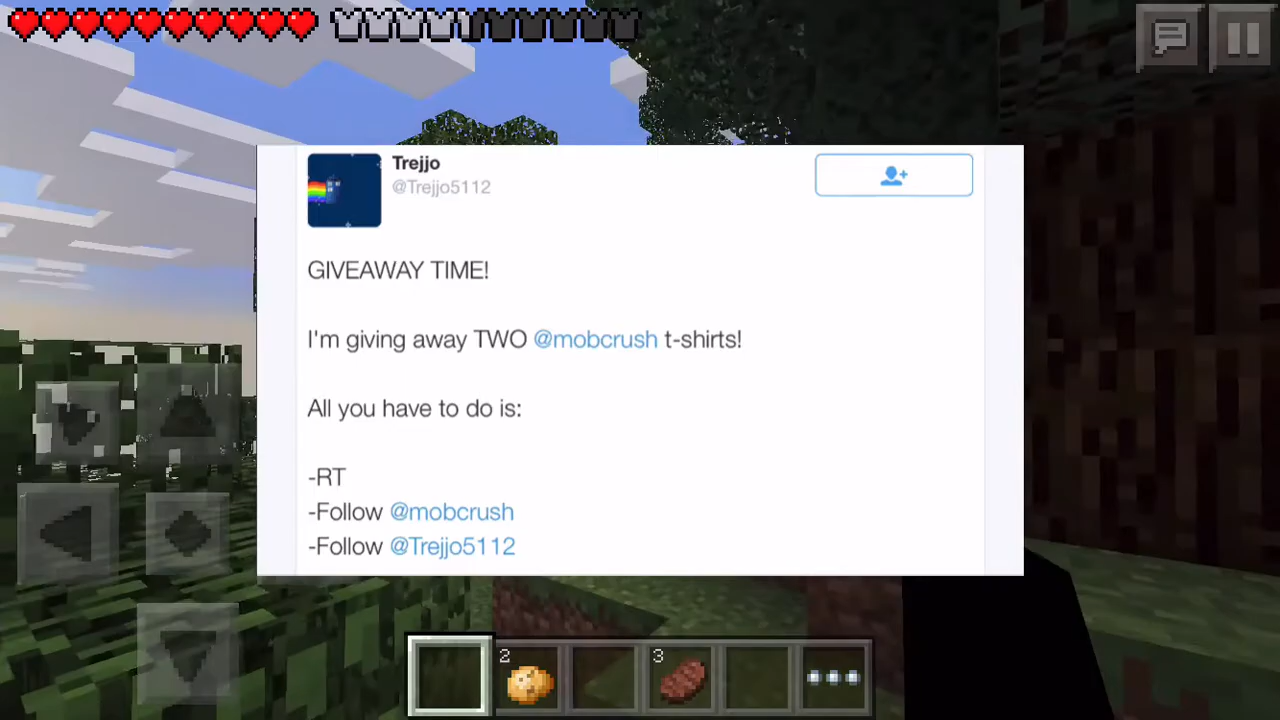 Trejjo
@Trejjo5112
GIVEAWAY TIME!
I'm giving away TWO @mobcrush t-shirts!
All you have to do is:
-RT
-Follow @mobcrush
-Follow @Trejjo5112
2
3